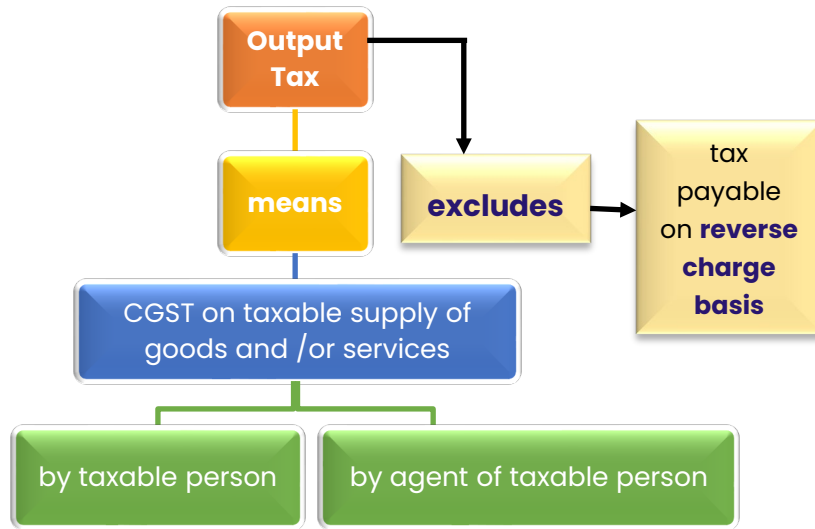 Output
Tax
means
excludes
tax
payable
on reverse
charge
basis
CGST on taxable supply of
goods and /or services
by taxable person
by agent of taxable person